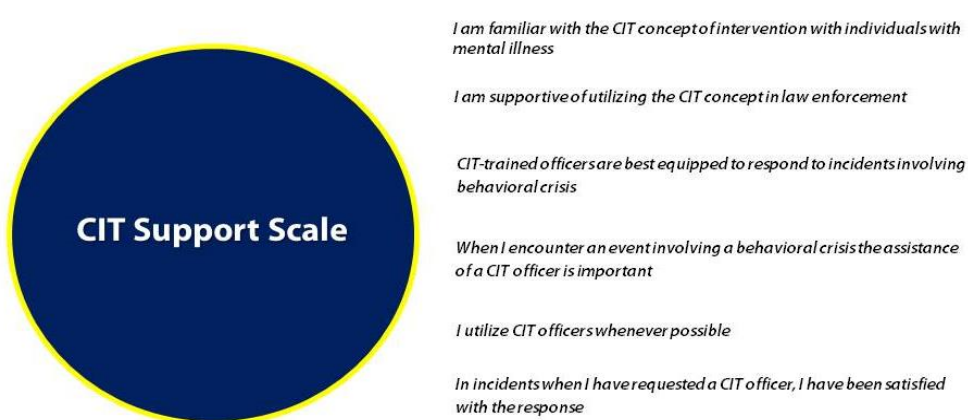 I am familiar with the CIT concept of intervention with individuals with
mental illness
I am supportive of utilizing the CIT concept in law enforcement
CIT-trained officers are best equipped to respond to incidents involving
behavioral crisis
CIT Support Scale
When I encounter an event involving a behavioral crisis the assistance
of a CIT officer is important
I utilize CIT officers whenever possible
In incidents when I have requested a CIT officer, I have been satisfied
with the response